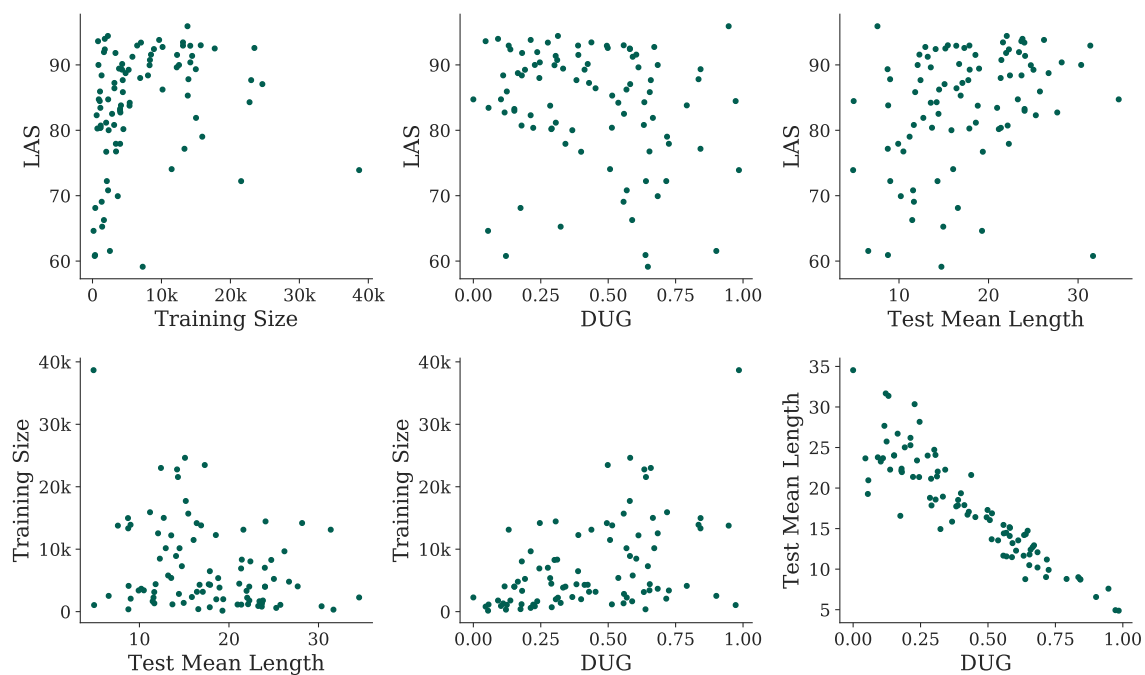 90
80
70
60
LAS
0 10k 20k 30k 40k
Training Size
90
80
70
60
LAS
0.00 0.25 0.50 0.75 1.00
DUG
90
80
70
60
LAS
10 20 30
Test Mean Length
40k
30k
20k
10k
0
Training Size
10 20 30
Test Mean Length
40k
30k
20k
10k
0
Training Size
0.00 0.25 0.50 0.75 1.00
DUG
35
30
25
20
15
10
5
Test Mean Length
0.00 0.25 0.50 0.75 1.00
DUG